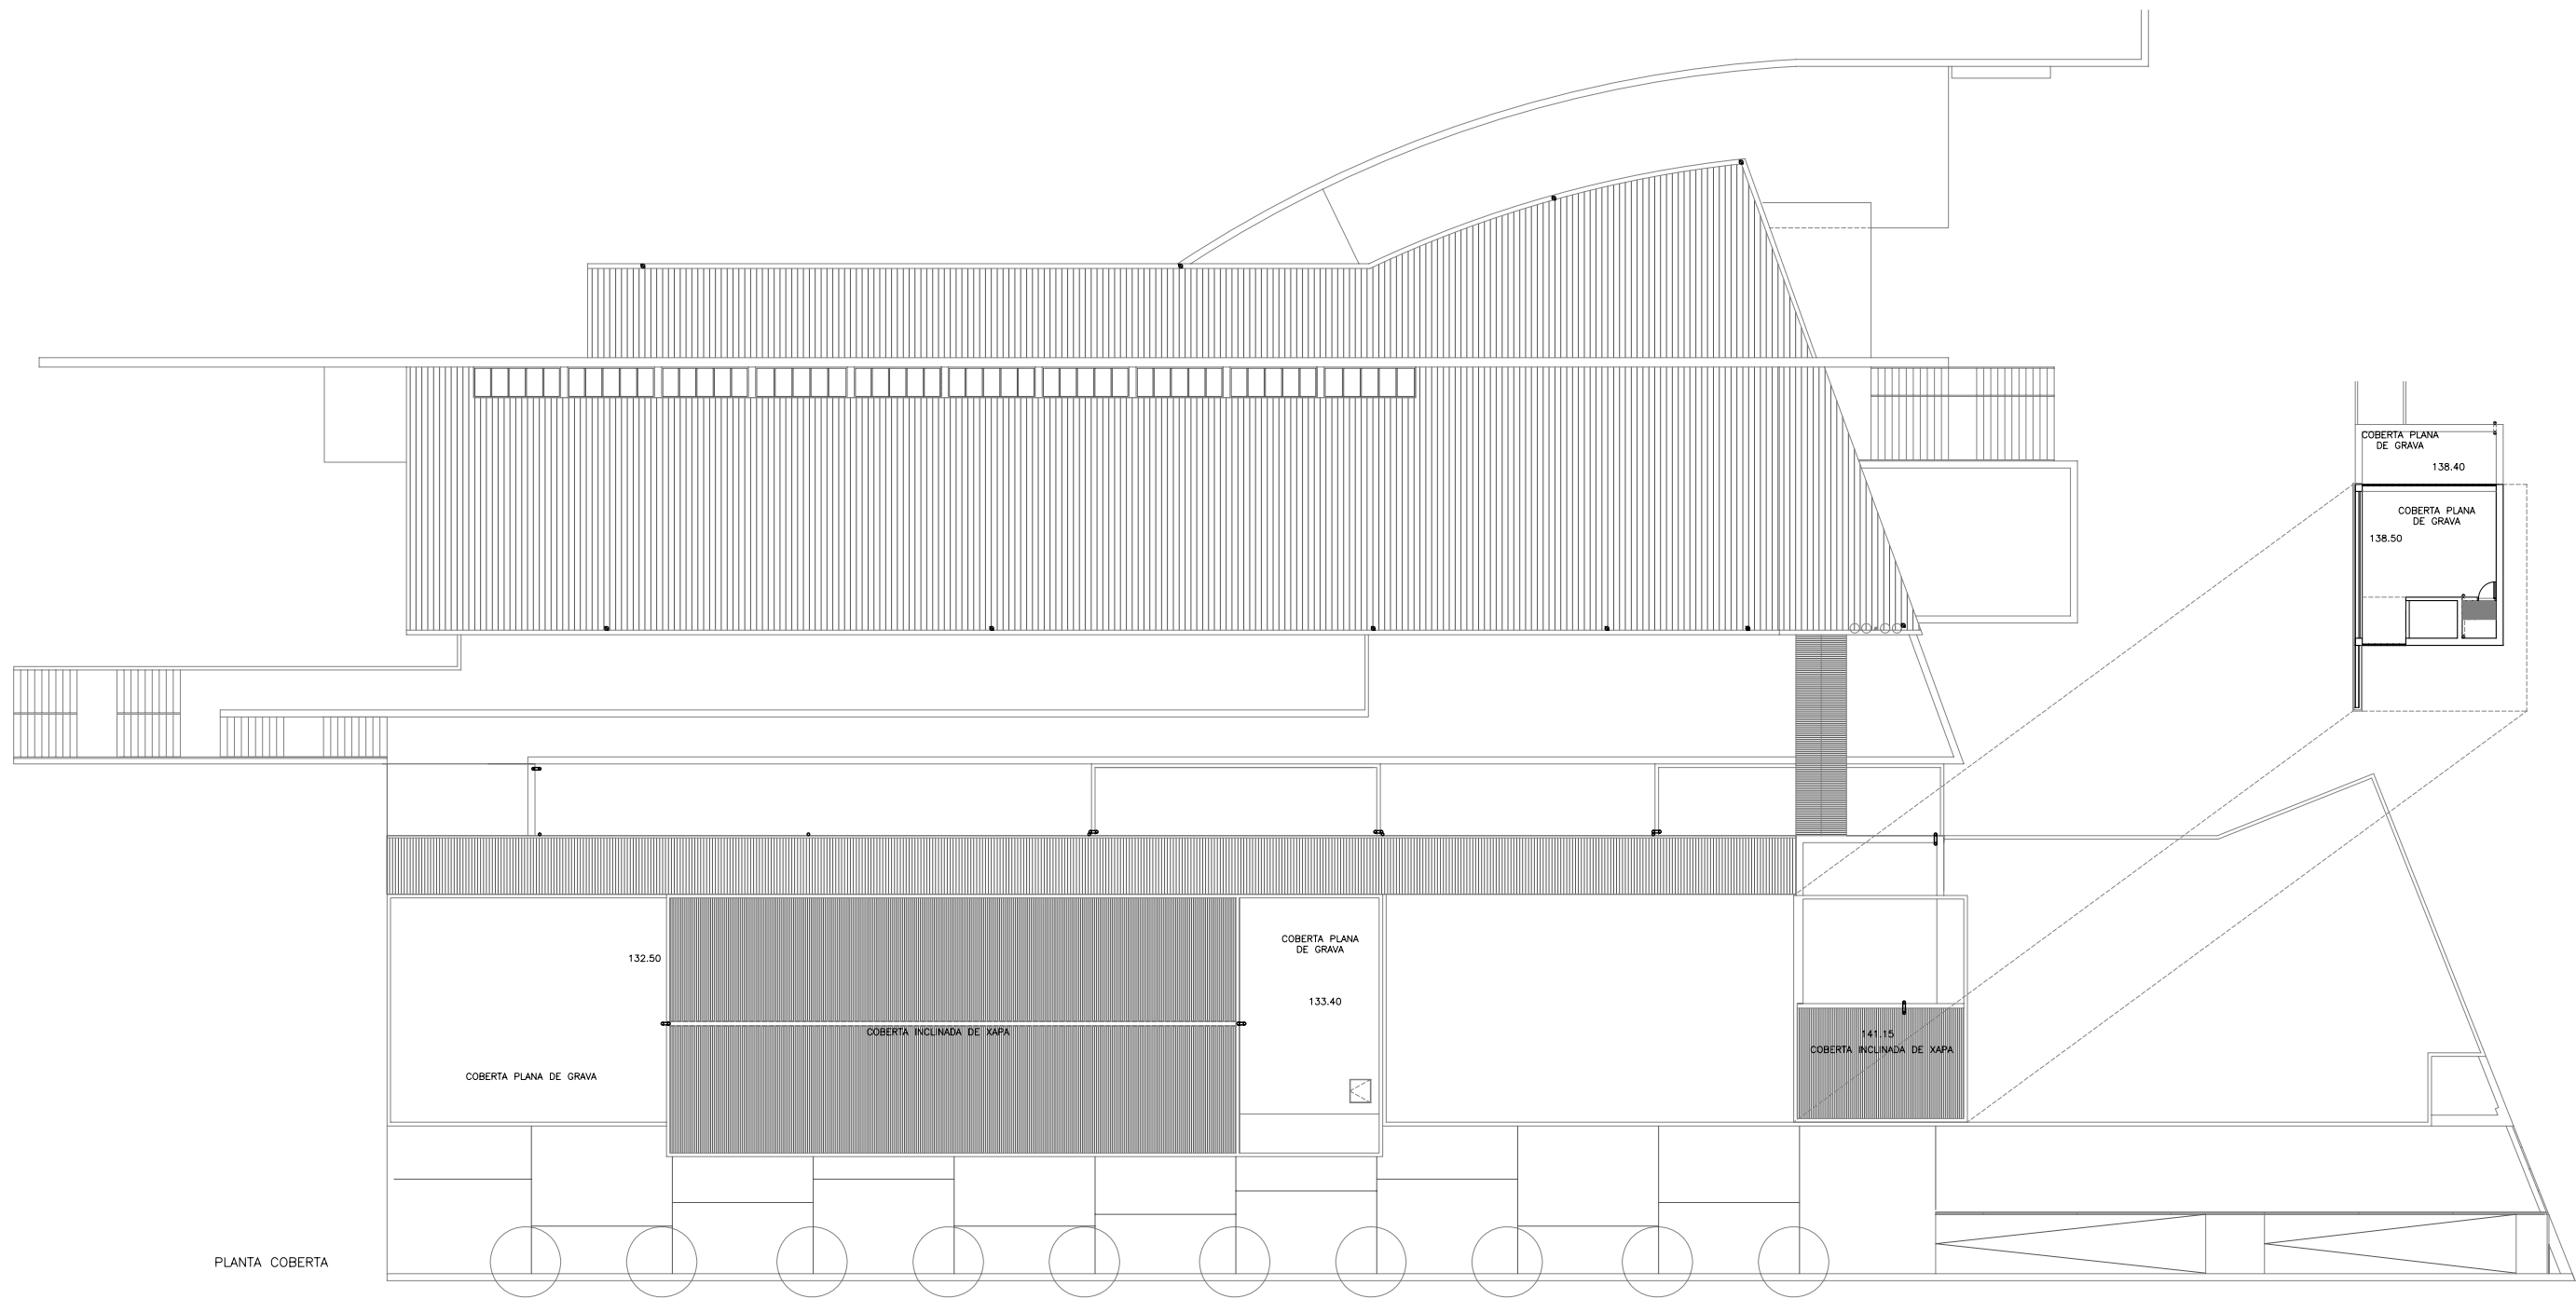 COBERTA PLANA
DE GRAVA
138.40
COBERTA PLANA
DE GRAVA
138.50
COBERTA PLANA
DE GRAVA
132.50
133.40
COBERTA INCLINADA DE XAPA
141.15
COBERTA INCLINADA DE XAPA
COBERTA PLANA DE GRAVA
PLANTA COBERTA